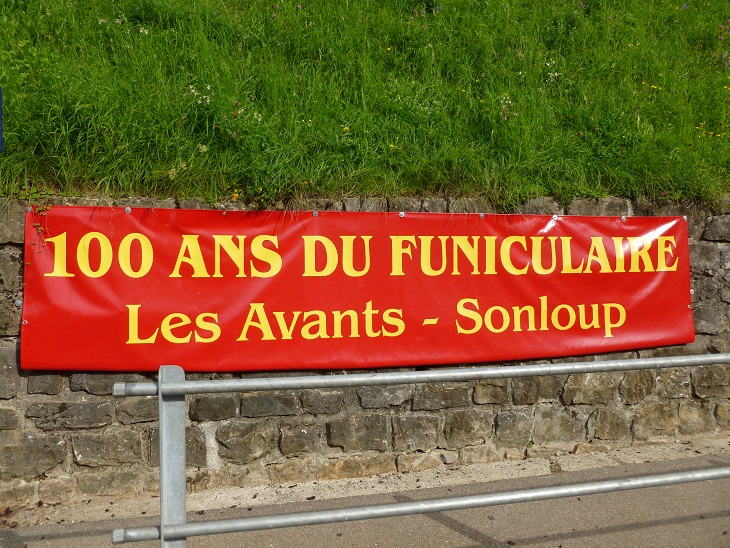 100 ANS DU FUNICULAIRE
Les Avants - Sonloup